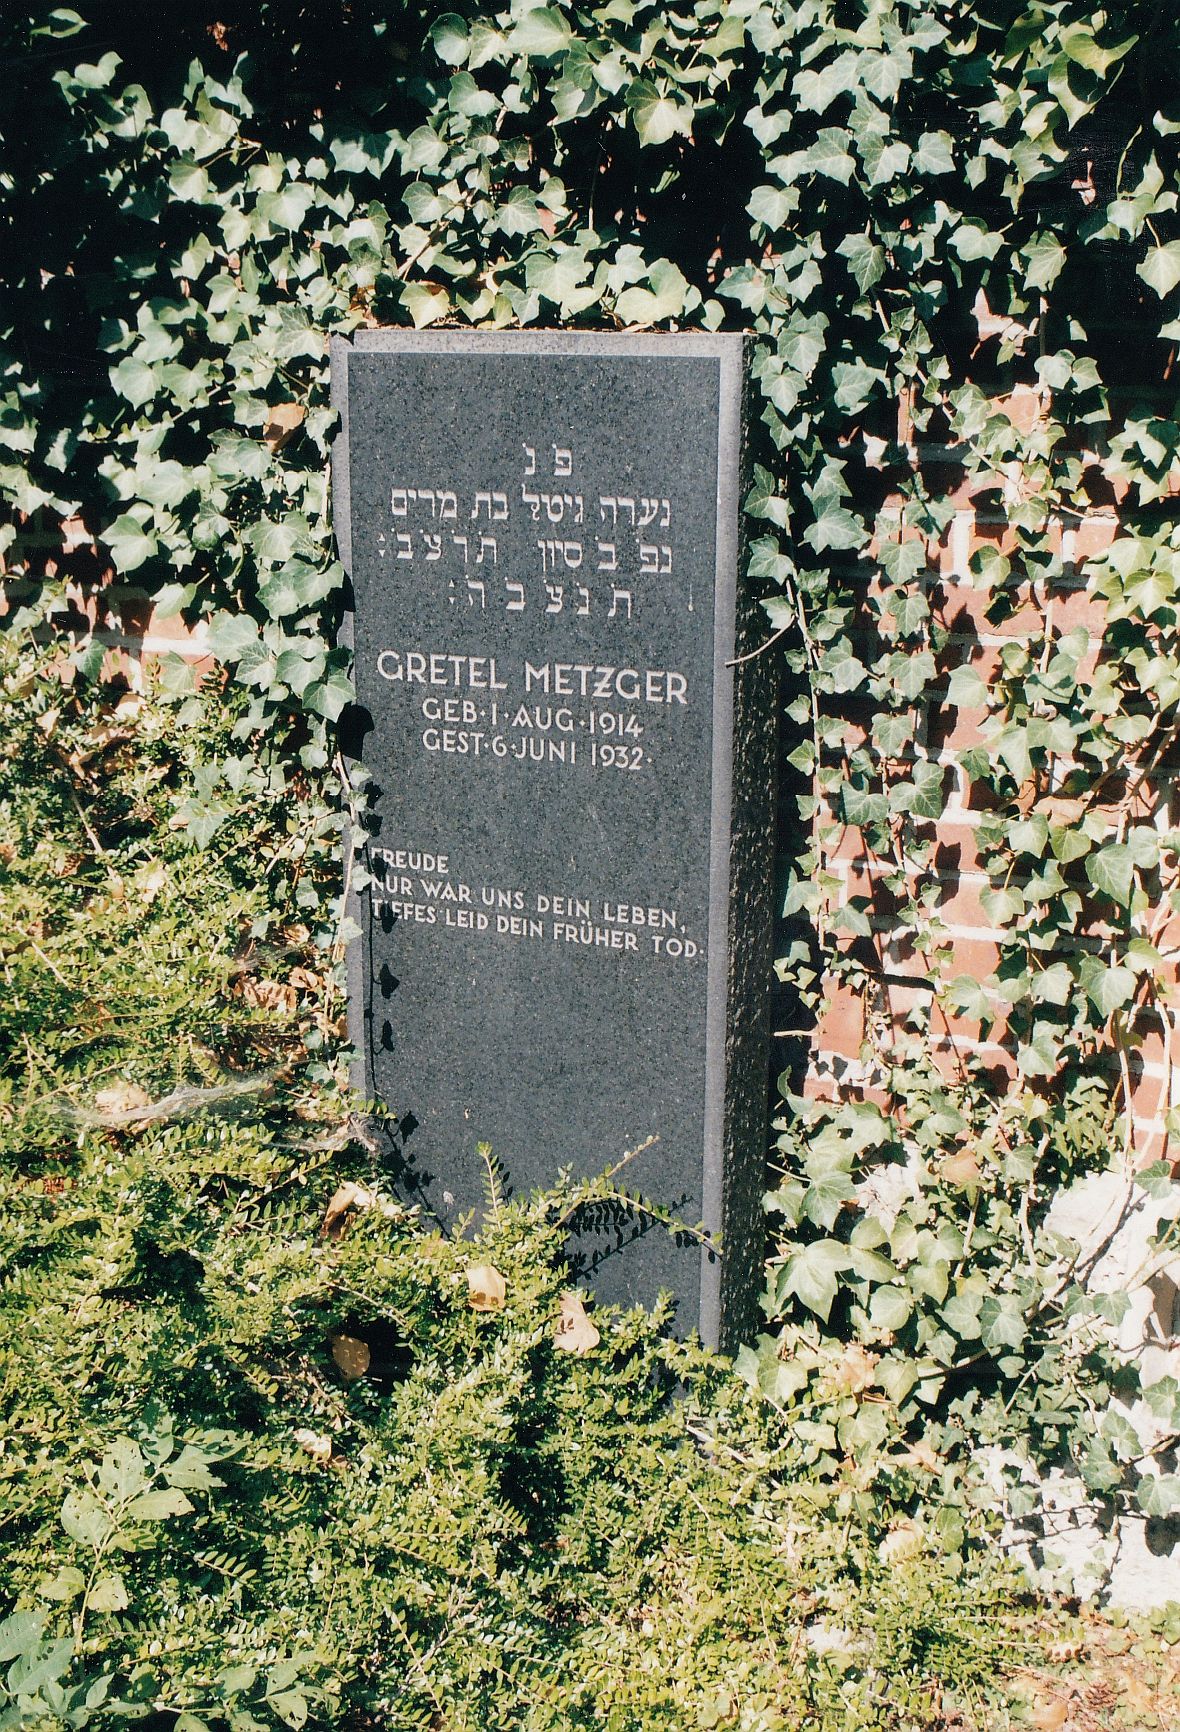 פ נ
נערה גיטל בת מרים
נפ ב סיון תרצ׳ב׃
ת נ צ ב ה׃
GRETEL METZGER
GEB·1·AUG·1914
GEST·6·JUNI 1932·
FREUDE
NUR WAR UNS DEIN LEBEN,
TIEFES LEID DEIN FRÜHER TOD·